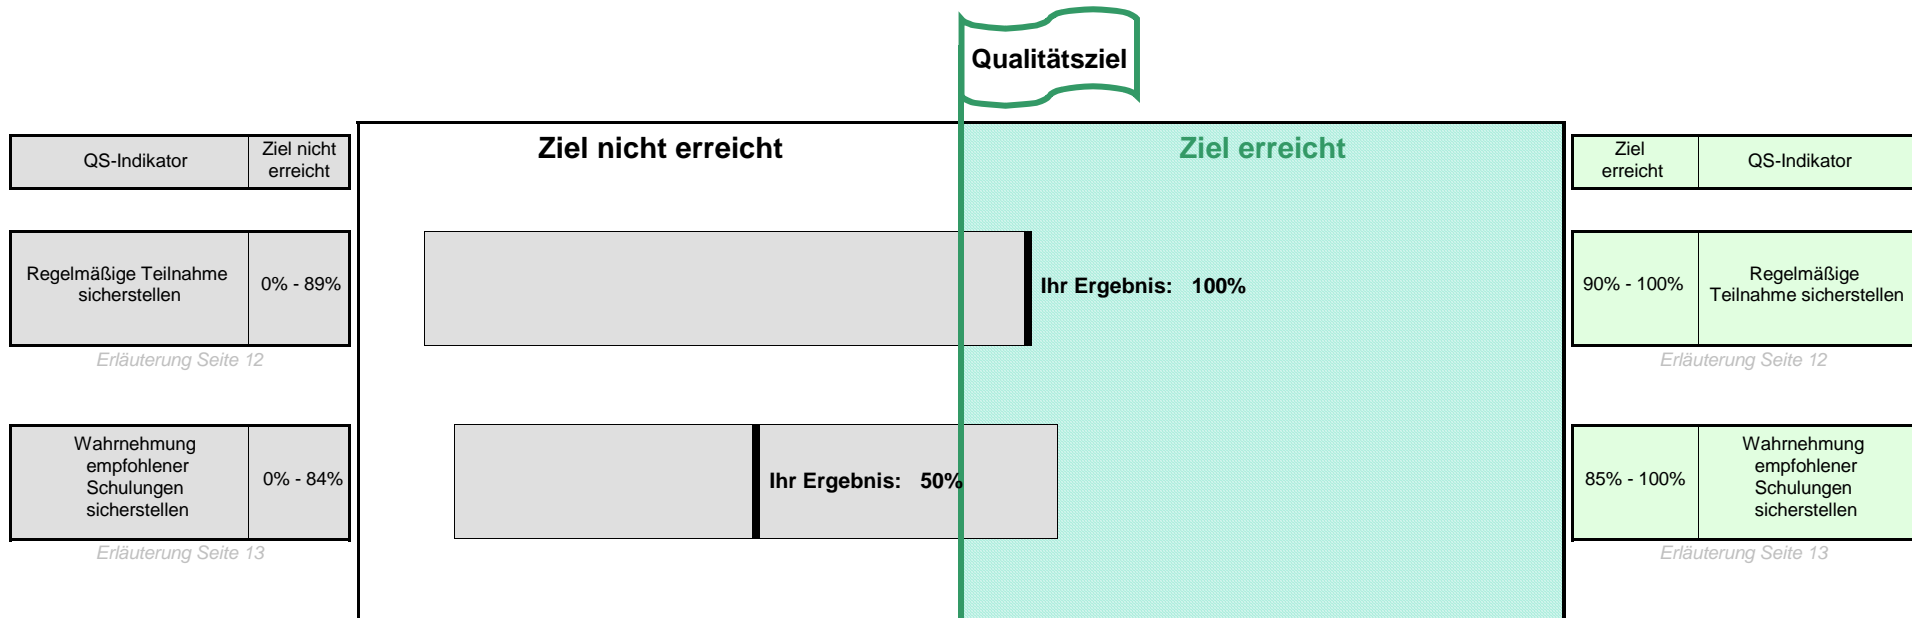 Qualitätsziel
QS-Indikator
Ziel nicht
erreicht
Ziel nicht erreicht
Ziel erreicht
Ziel
erreicht
QS-Indikator
Regelmäßige Teilnahme
sicherstellen
0% - 89%
Ihr Ergebnis: 100%
90% - 100%
Regelmäßige
Teilnahme sicherstellen
Erläuterung Seite 12
Erläuterung Seite 12
Wahrnehmung
empfohlener
Schulungen
sicherstellen
0% - 84%
Ihr Ergebnis: 50%
85% - 100%
Wahrnehmung
empfohlener
Schulungen
sicherstellen
Erläuterung Seite 13
Erläuterung Seite 13